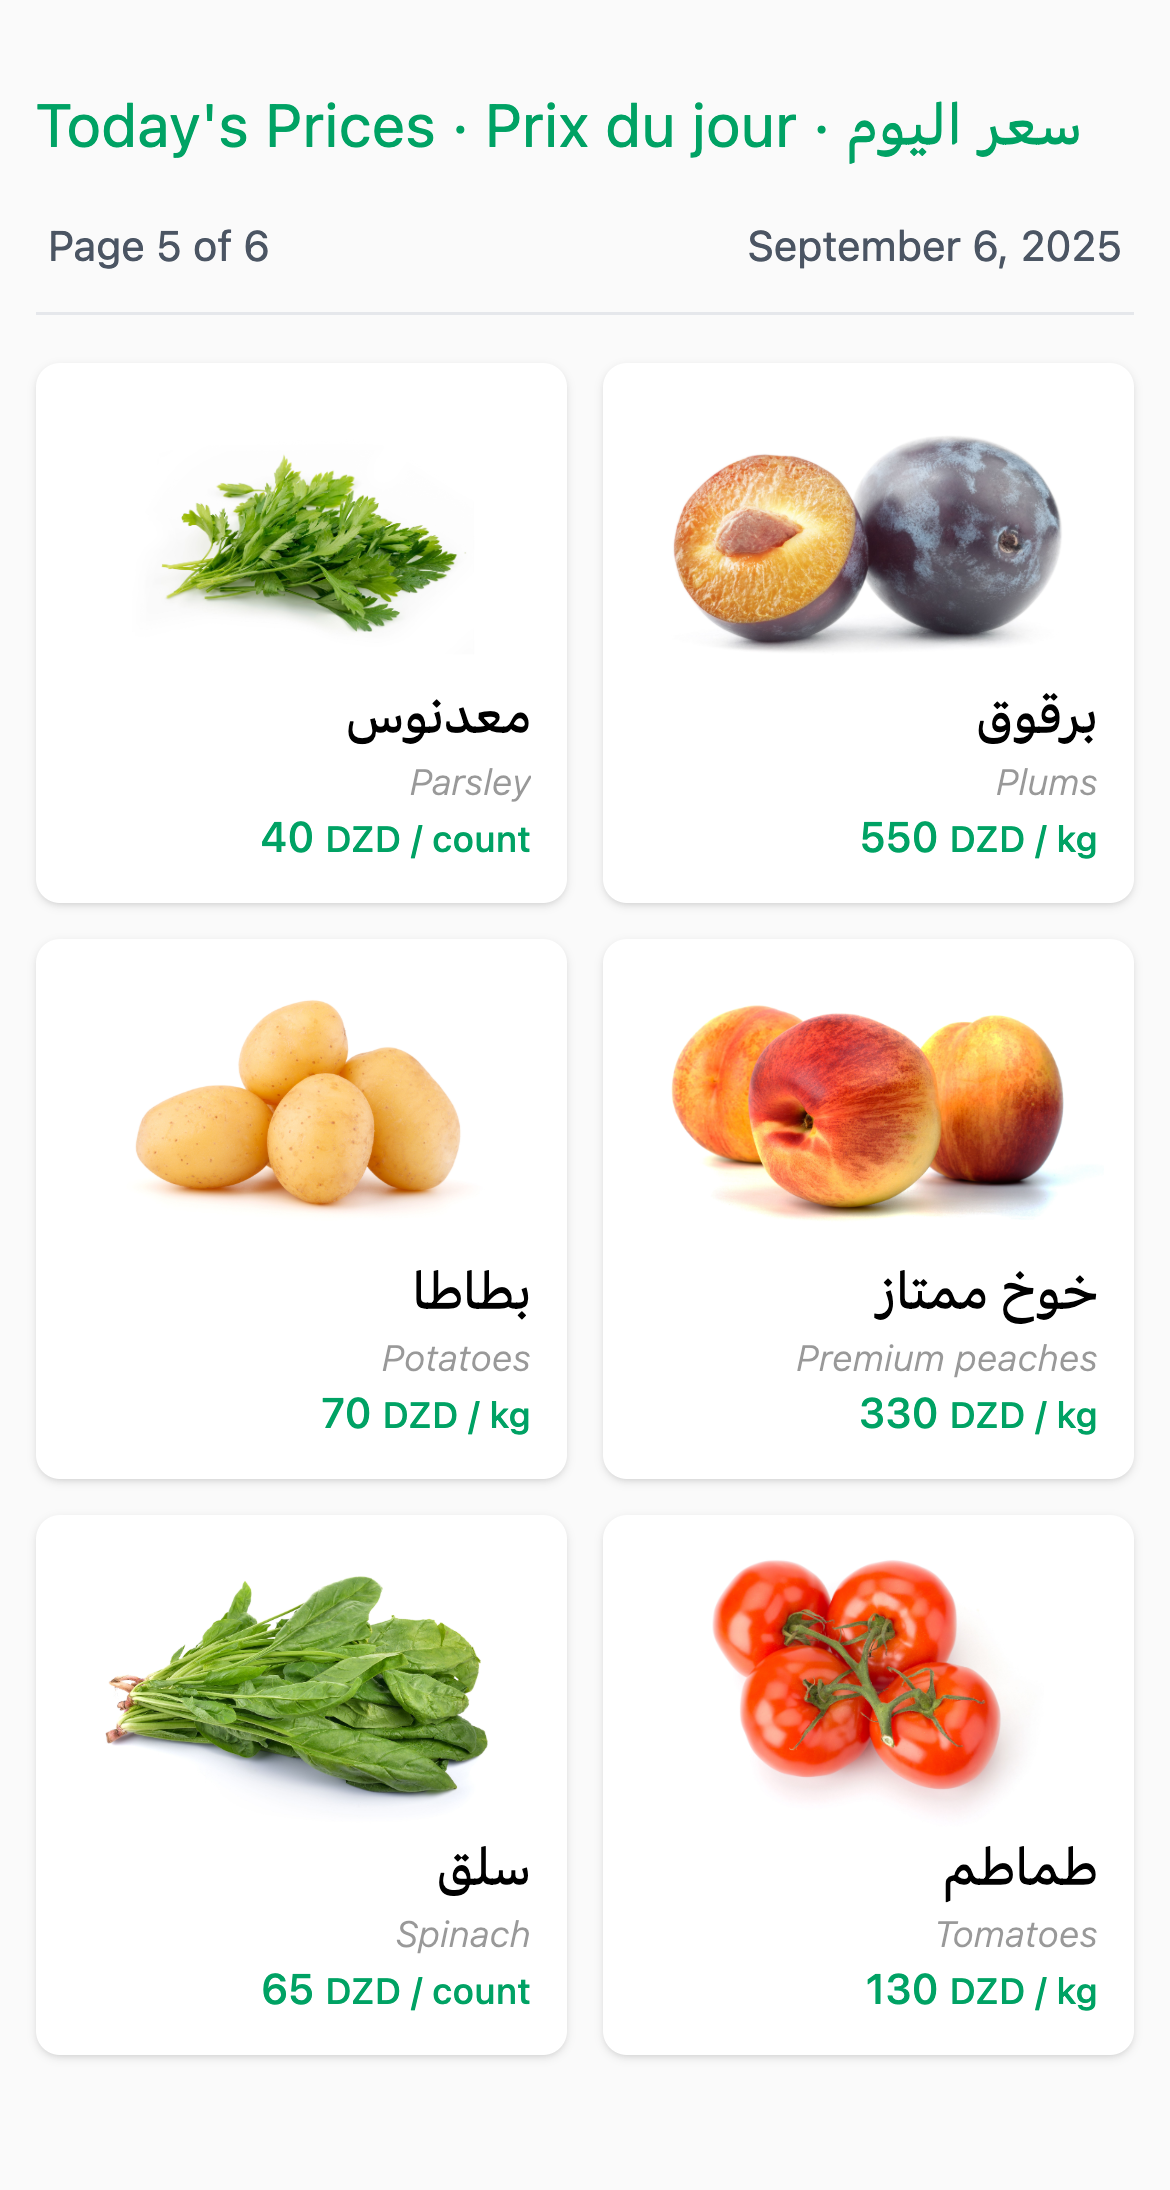 Today's Prices · Prix du jour · سعر اليوم
Page 5 of 6
September 6, 2025
معدنوس
Parsley
40 DZD / count
برقوق
Plums
550 DZD / kg
بطاطا
Potatoes
70 DZD / kg
خوخ ممتاز
Premium peaches
330 DZD / kg
سلق
Spinach
65 DZD / count
طماطم
Tomatoes
130 DZD / kg